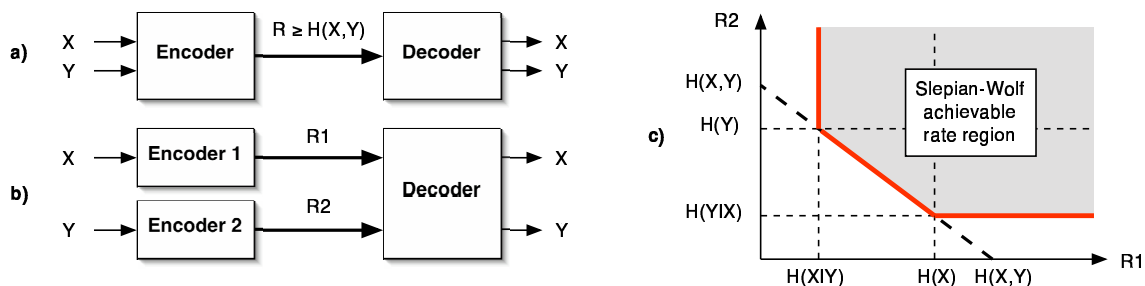 a)
X
Y
Encoder
R ≥ H(X,Y)
Decoder
X
Y
b)
X
Y
Encoder 1
Encoder 2
R1
R2
Decoder
X
Y
c)
R2
H(X,Y)
H(Y)
H(Y|X)
Slepian-Wolf
achievable
rate region
H(X|Y)
H(X)
H(X,Y)
R1